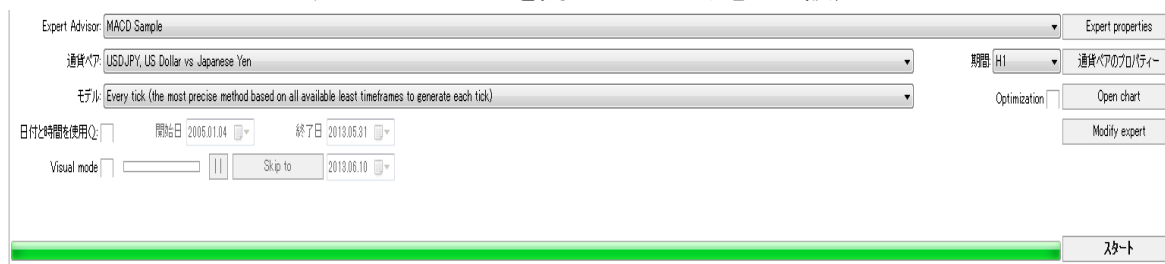 Expert Advisor: MACD Sample Expert properties
通貨ペア: USDJPY, US Dollar vs Japanese Yen 期間: H1 通貨ペアのプロパティー
モデル: Every tick (the most precise method based on all available least timeframes to generate each tick) Optimization Open chart
日付と時間を使用Q: 開始日 2005.01.04 終了日 2013.05.31 Modify expert
Visual mode Skip to 2013.06.10
スタート